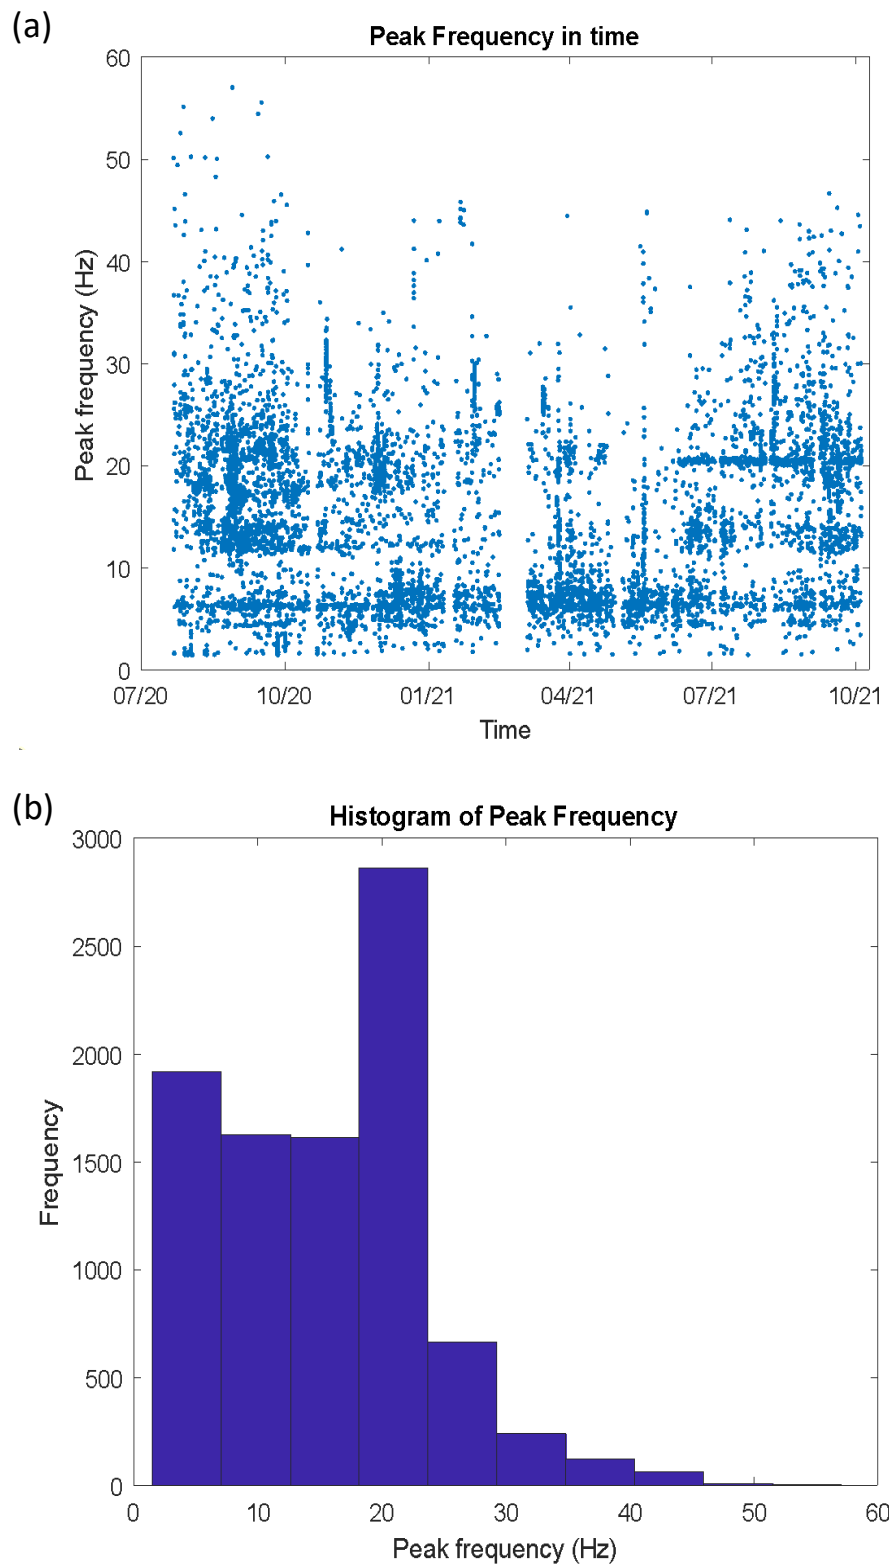 (a)
Peak Frequency in time
60
50
40
30
20
10
0
Peak frequency (Hz)
07/20 10/20 01/21 04/21 07/21 10/21
Time
(b)
Histogram of Peak Frequency
3000
2500
2000
1500
1000
500
0
Frequency
0 10 20 30 40 50 60
Peak frequency (Hz)